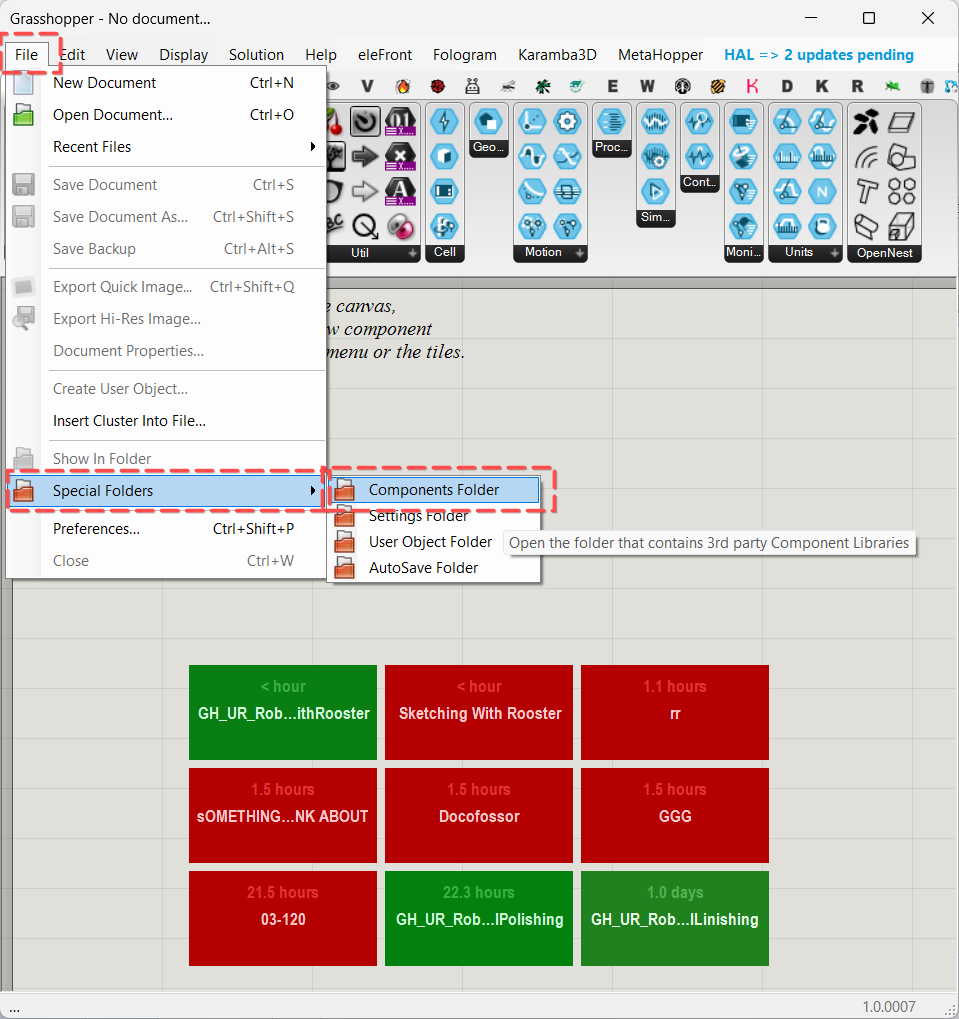 Grasshopper - No document...
File Edit View Display Solution Help eleFront Fologram Karamba3D MetaHopper HAL => 2 updates pending
V E W K D K R
New Document Ctrl+N
Open Document... Ctrl+O
Recent Files
Save Document Ctrl+S
Save Document As... Ctrl+Shift+S
Save Backup Ctrl+Alt+S
Export Quick Image... Ctrl+Shift+Q
Export Hi-Res Image...
Document Properties...
Create User Object...
Insert Cluster Into File...
Show In Folder
Special Folders
Preferences... Ctrl+Shift+P
Close Ctrl+W
Components Folder
Settings Folder
User Object Folder
AutoSave Folder
Open the folder that contains 3rd party Component Libraries
Geo... Proc... Cont...
Sim...
Util Cell Motion Moni... Units OpenNest
canvas,
component
menu or the tiles.
< hour
GH_UR_Rob...ithRooster
< hour
Sketching With Rooster
1.1 hours
rr
1.5 hours
sOMETHING...NK ABOUT
1.5 hours
Docofossor
1.5 hours
GGG
21.5 hours
03-120
22.3 hours
GH_UR_Rob...lPolishing
1.0 days
GH_UR_Rob...lLinishing
... 1.0.0007